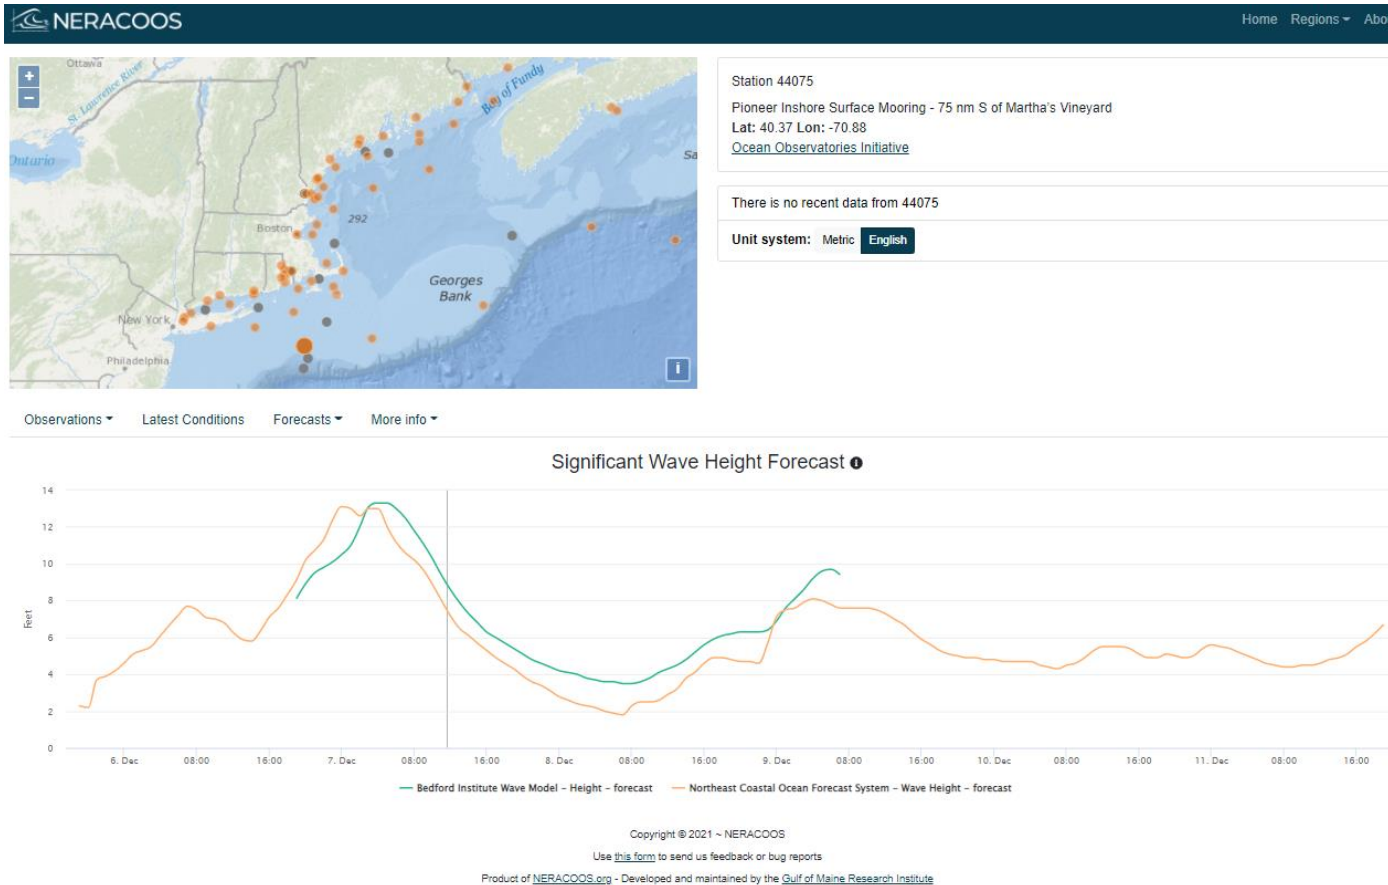 NERACOOS
Home Regions Abo
+
−
Ottawa
St. Lawrence River
Bay of Fundy
Ontario
Sa
292
Boston
Georges
Bank
New York
Philadelphia
i
Station 44075
Pioneer Inshore Surface Mooring - 75 nm S of Martha's Vineyard
Lat: 40.37 Lon: -70.88
Ocean Observatories Initiative
There is no recent data from 44075
Unit system: Metric English
Observations Latest Conditions Forecasts More info
Significant Wave Height Forecast
14
12
10
8
6
4
2
0
Feet
6. Dec 08:00 16:00 7. Dec 08:00 16:00 8. Dec 08:00 16:00 9. Dec 08:00 16:00 10. Dec 08:00 16:00 11. Dec 08:00 16:00
Bedford Institute Wave Model - Height - forecast Northeast Coastal Ocean Forecast System - Wave Height - forecast
Copyright © 2021 ~ NERACOOS
Use this form to send us feedback or bug reports
Product of NERACOOS.org - Developed and maintained by the Gulf of Maine Research Institute